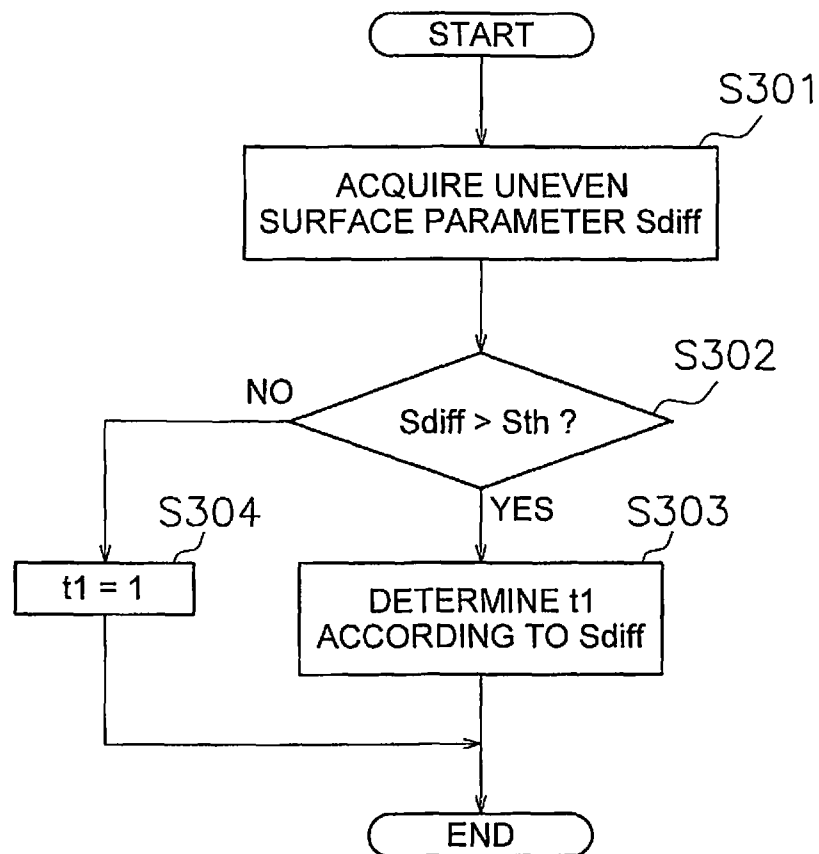 START
S301
ACQUIRE UNEVEN
SURFACE PARAMETER Sdiff
S302
NO
Sdiff > Sth ?
YES
S304
S303
t1 = 1
DETERMINE t1
ACCORDING TO Sdiff
END